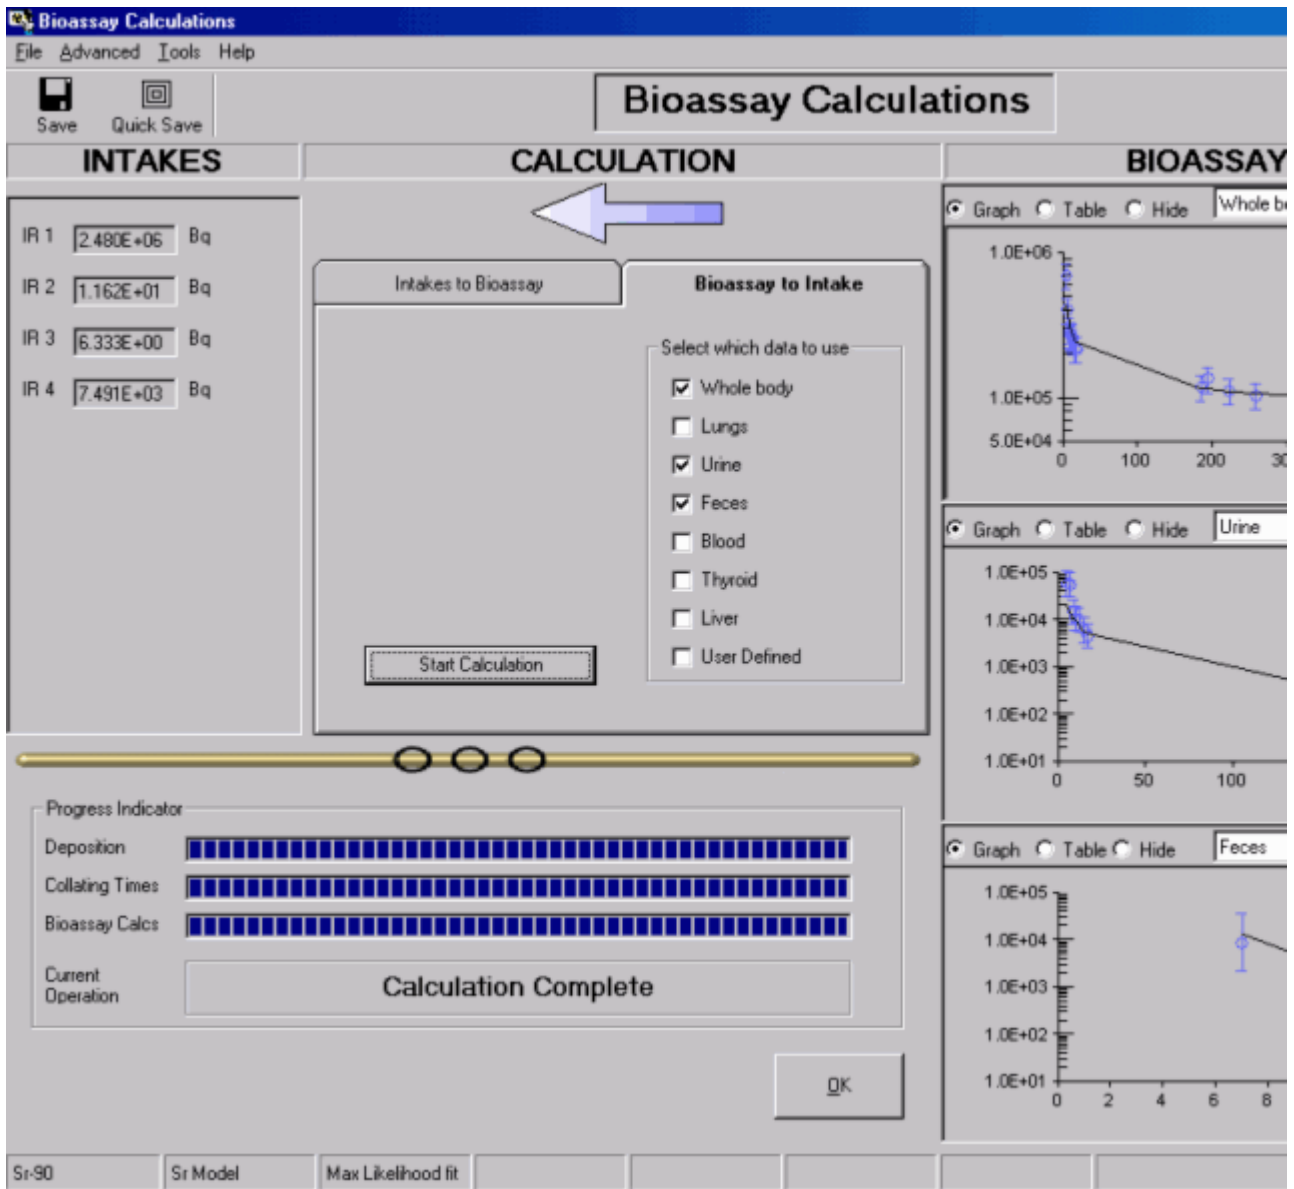 Bioassay Calculations
File Advanced Tools Help
Save Quick Save
Bioassay Calculations
INTAKES
CALCULATION
BIOASSAY
IR 1 2.480E+06 Bq
IR 2 1.162E+01 Bq
IR 3 6.333E+00 Bq
IR 4 7.491E+03 Bq
Intakes to Bioassay
Bioassay to Intake
Select which data to use
Whole body
Lungs
Urine
Feces
Blood
Thyroid
Liver
User Defined
Start Calculation
Graph Table Hide Whole b
1.0E+06
1.0E+05
5.0E+04
0 100 200 30
Graph Table Hide Urine
1.0E+05
1.0E+04
1.0E+03
1.0E+02
1.0E+01
0 50 100
Graph Table Hide Feces
1.0E+05
1.0E+04
1.0E+03
1.0E+02
1.0E+01
0 2 4 6 8
Progress Indicator
Deposition
Collating Times
Bioassay Calcs
Current
Operation
Calculation Complete
OK
Sr-90 Sr Model Max Likelihood fit